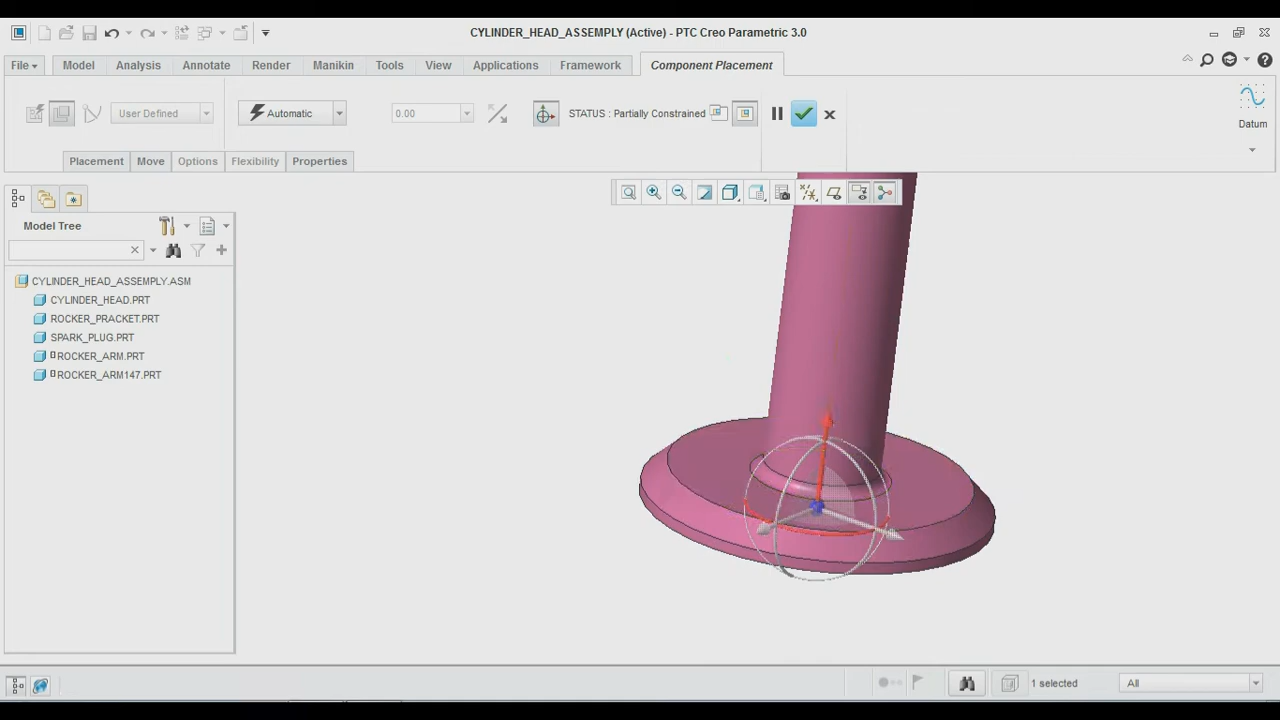 CYLINDER_HEAD_ASSEMPLY (Active) - PTC Creo Parametric 3.0
File Model Analysis Annotate Render Manikin Tools View Applications Framework Component Placement
User Defined Automatic 0.00 STATUS : Partially Constrained Datum
Placement Move Options Flexibility Properties
Model Tree
CYLINDER_HEAD_ASSEMPLY.ASM
CYLINDER_HEAD.PRT
ROCKER_PRACKET.PRT
SPARK_PLUG.PRT
ROCKER_ARM.PRT
ROCKER_ARM147.PRT
1 selected All